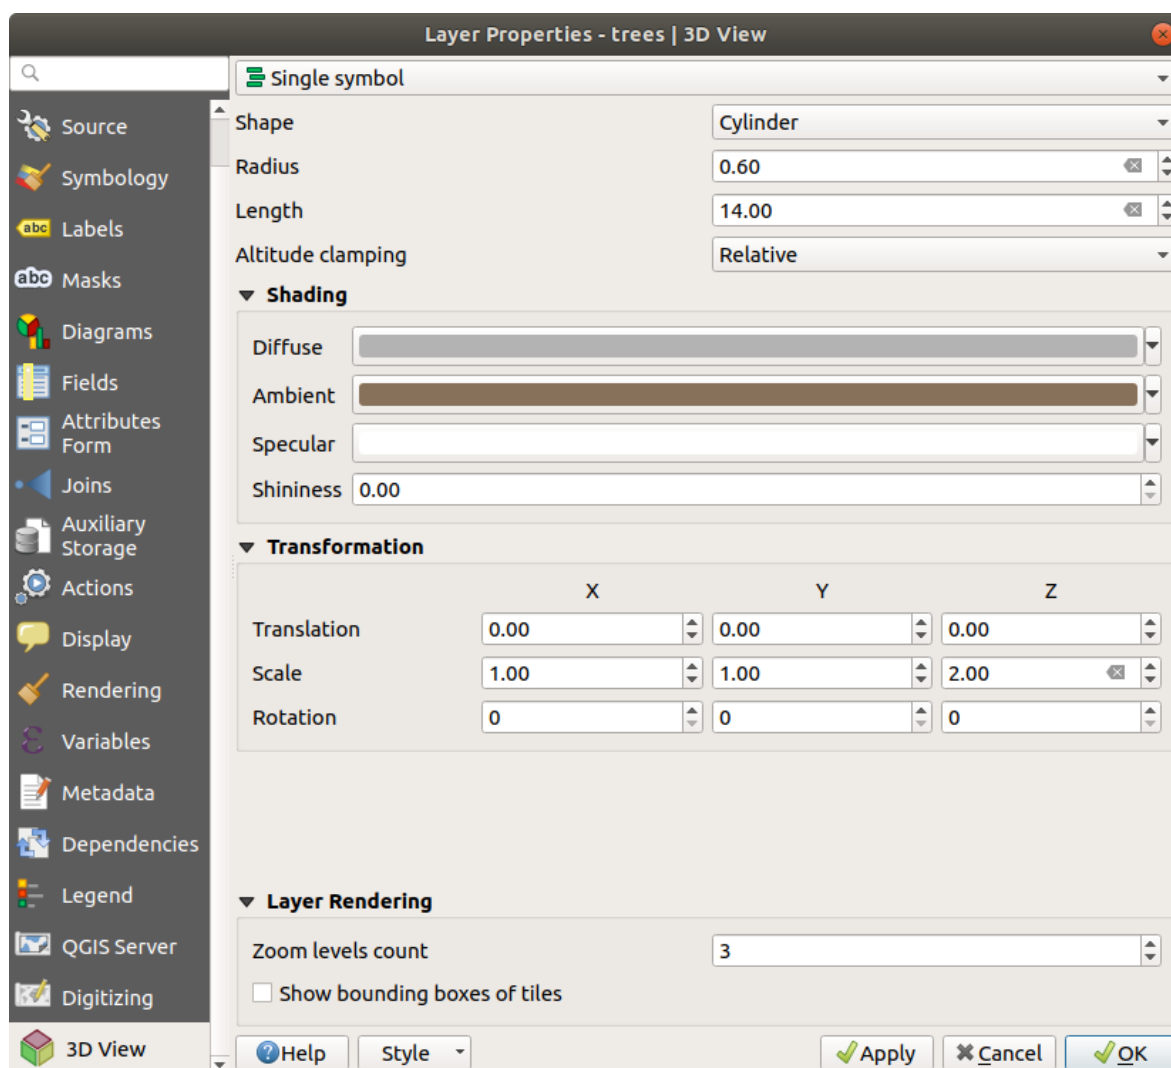 Layer Properties - trees | 3D View
Source
Symbology
abc Labels
abc Masks
Diagrams
Fields
Attributes
Form
Joins
Auxiliary
Storage
Actions
Display
Rendering
Variables
Metadata
Dependencies
Legend
QGIS Server
Digitizing
3D View
Single symbol
Shape Cylinder
Radius 0.60
Length 14.00
Altitude clamping Relative
Shading
Diffuse
Ambient
Specular
Shininess 0.00
Transformation
X Y Z
Translation 0.00 0.00 0.00
Scale 1.00 1.00 2.00
Rotation 0 0 0
Layer Rendering
Zoom levels count 3
Show bounding boxes of tiles
Help Style Apply Cancel OK